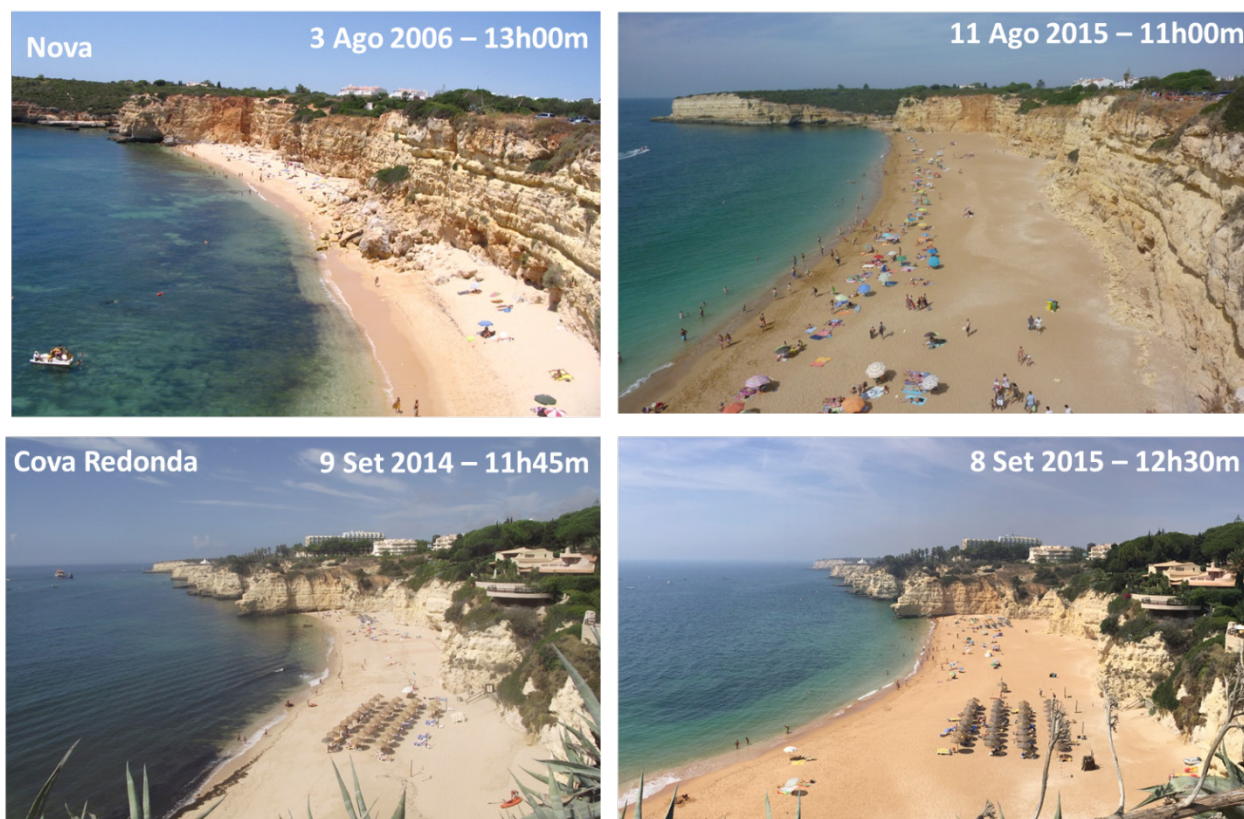 Nova
3 Ago 2006 – 13h00m
11 Ago 2015 – 11h00m
Cova Redonda
9 Set 2014 – 11h45m
8 Set 2015 – 12h30m